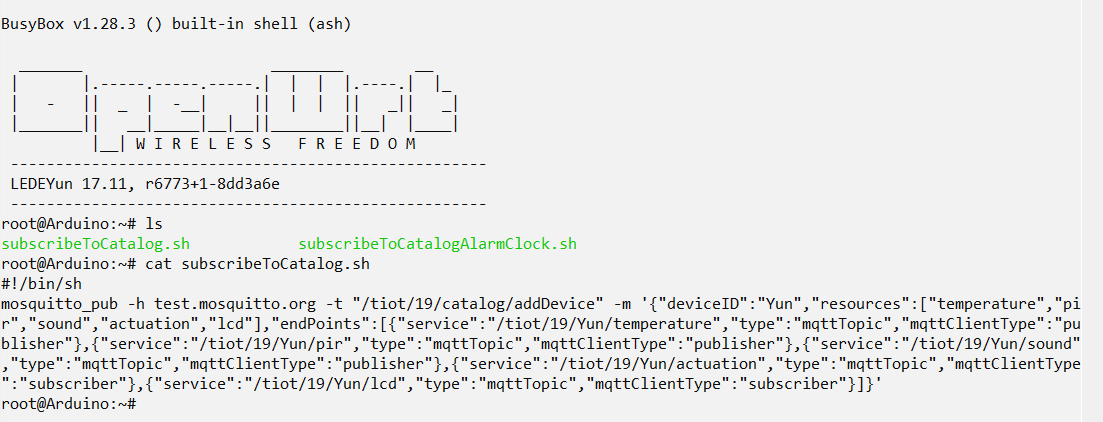 BusyBox v1.28.3 () built-in shell (ash)
  _______                     ________        __
 |       |.-----.-----.-----.|  |  |  |.----.|  |_
 |   -   ||  _  |  -__|     ||  |  |  ||   _||   _|
 |_______||   __|_____|__|__||________||__|  |____|
          |__| W I R E L E S S   F R E E D O M
 -----------------------------------------------------
 LEDEYun 17.11, r6773+1-8dd3a6e
 -----------------------------------------------------
root@Arduino:~# ls
subscribeToCatalog.sh            subscribeToCatalogAlarmClock.sh
root@Arduino:~# cat subscribeToCatalog.sh
#!/bin/sh
mosquitto_pub -h test.mosquitto.org -t "/tiot/19/catalog/addDevice" -m '{"deviceID":"Yun","resources":["temperature","pi
r","sound","actuation","lcd"],"endPoints":[{"service":"/tiot/19/Yun/temperature","type":"mqttTopic","mqttClientType":"pu
blisher"},{"service":"/tiot/19/Yun/pir","type":"mqttTopic","mqttClientType":"publisher"},{"service":"/tiot/19/Yun/sound"
,"type":"mqttTopic","mqttClientType":"publisher"},{"service":"/tiot/19/Yun/actuation","type":"mqttTopic","mqttClientType
":"subscriber"},{"service":"/tiot/19/Yun/lcd","type":"mqttTopic","mqttClientType":"subscriber"}]}'
root@Arduino:~#